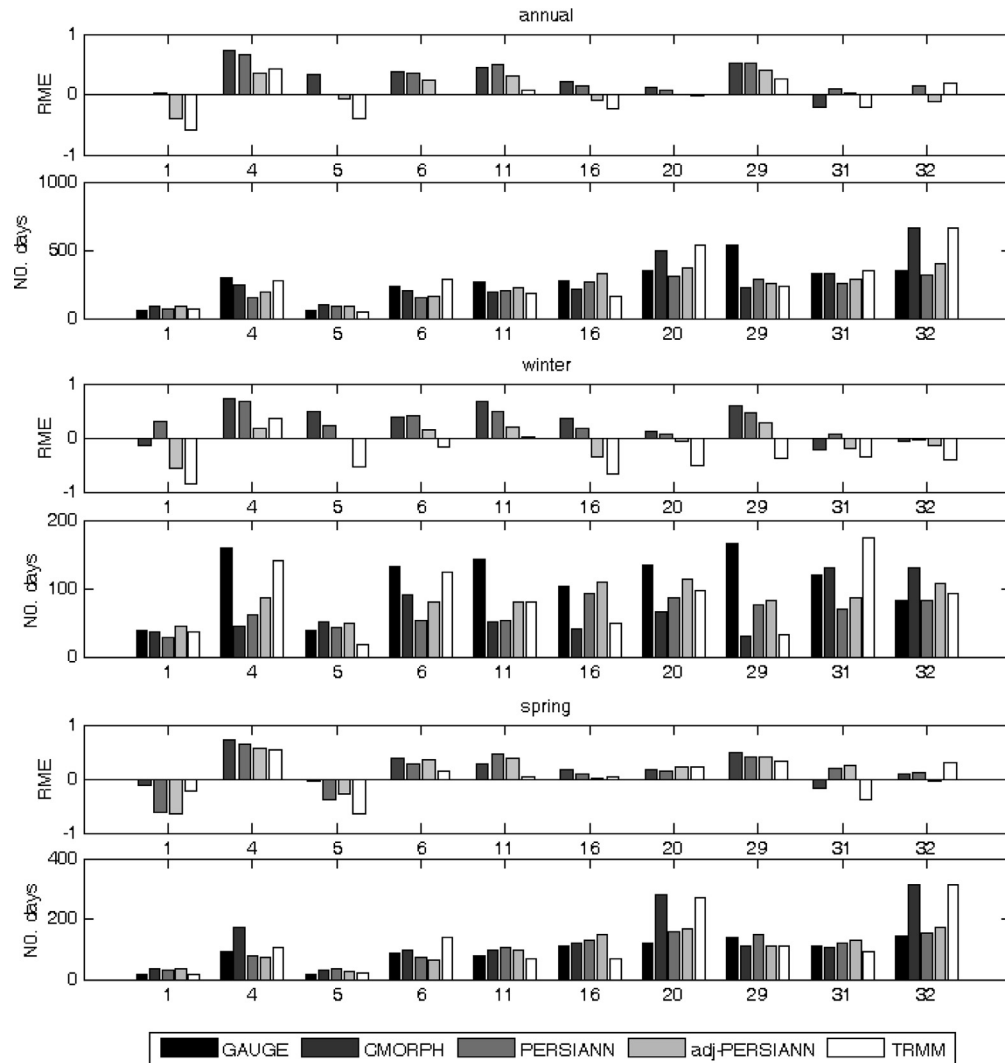 annual
1
0
-1
RME
1 4 5 6 11 16 20 29 31 32
1000
500
0
N0. days
1 4 5 6 11 16 20 29 31 32
winter
1
0
-1
RME
1 4 5 6 11 16 20 29 31 32
200
100
0
N0. days
1 4 5 6 11 16 20 29 31 32
spring
1
0
-1
RME
1 4 5 6 11 16 20 29 31 32
400
200
0
N0. days
1 4 5 6 11 16 20 29 31 32
GAUGE CMORPH PERSIANN adj-PERSIANN TRMM